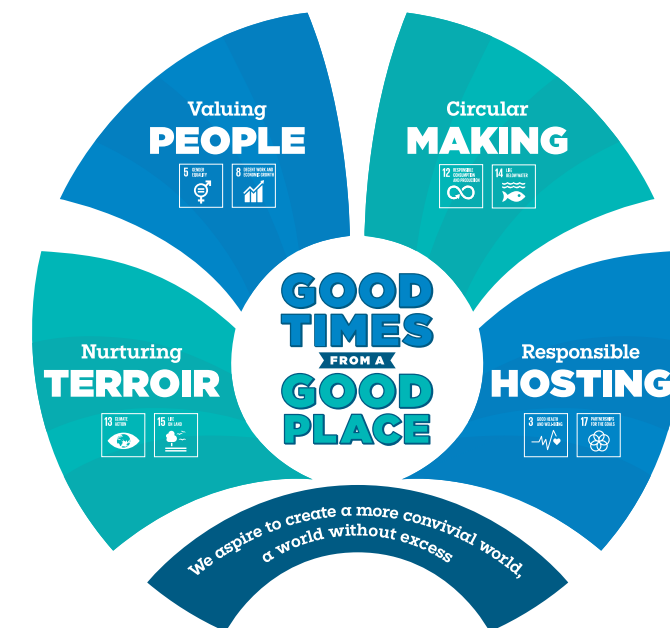 Valuing
PEOPLE
5 GENDER
EQUALITY
8 DECENT WORK AND
ECONOMIC GROWTH
Circular
MAKING
12 RESPONSIBLE
CONSUMPTION
AND PRODUCTION
14 LIFE
BELOW WATER
Nurturing
TERROIR
13 CLIMATE
ACTION
15 LIFE
ON LAND
GOOD
TIMES
FROM A
GOOD
PLACE
Responsible
HOSTING
3 GOOD HEALTH
AND WELL-BEING
17 PARTNERSHIPS
FOR THE GOALS
We aspire to create a more convivial world,
a world without excess